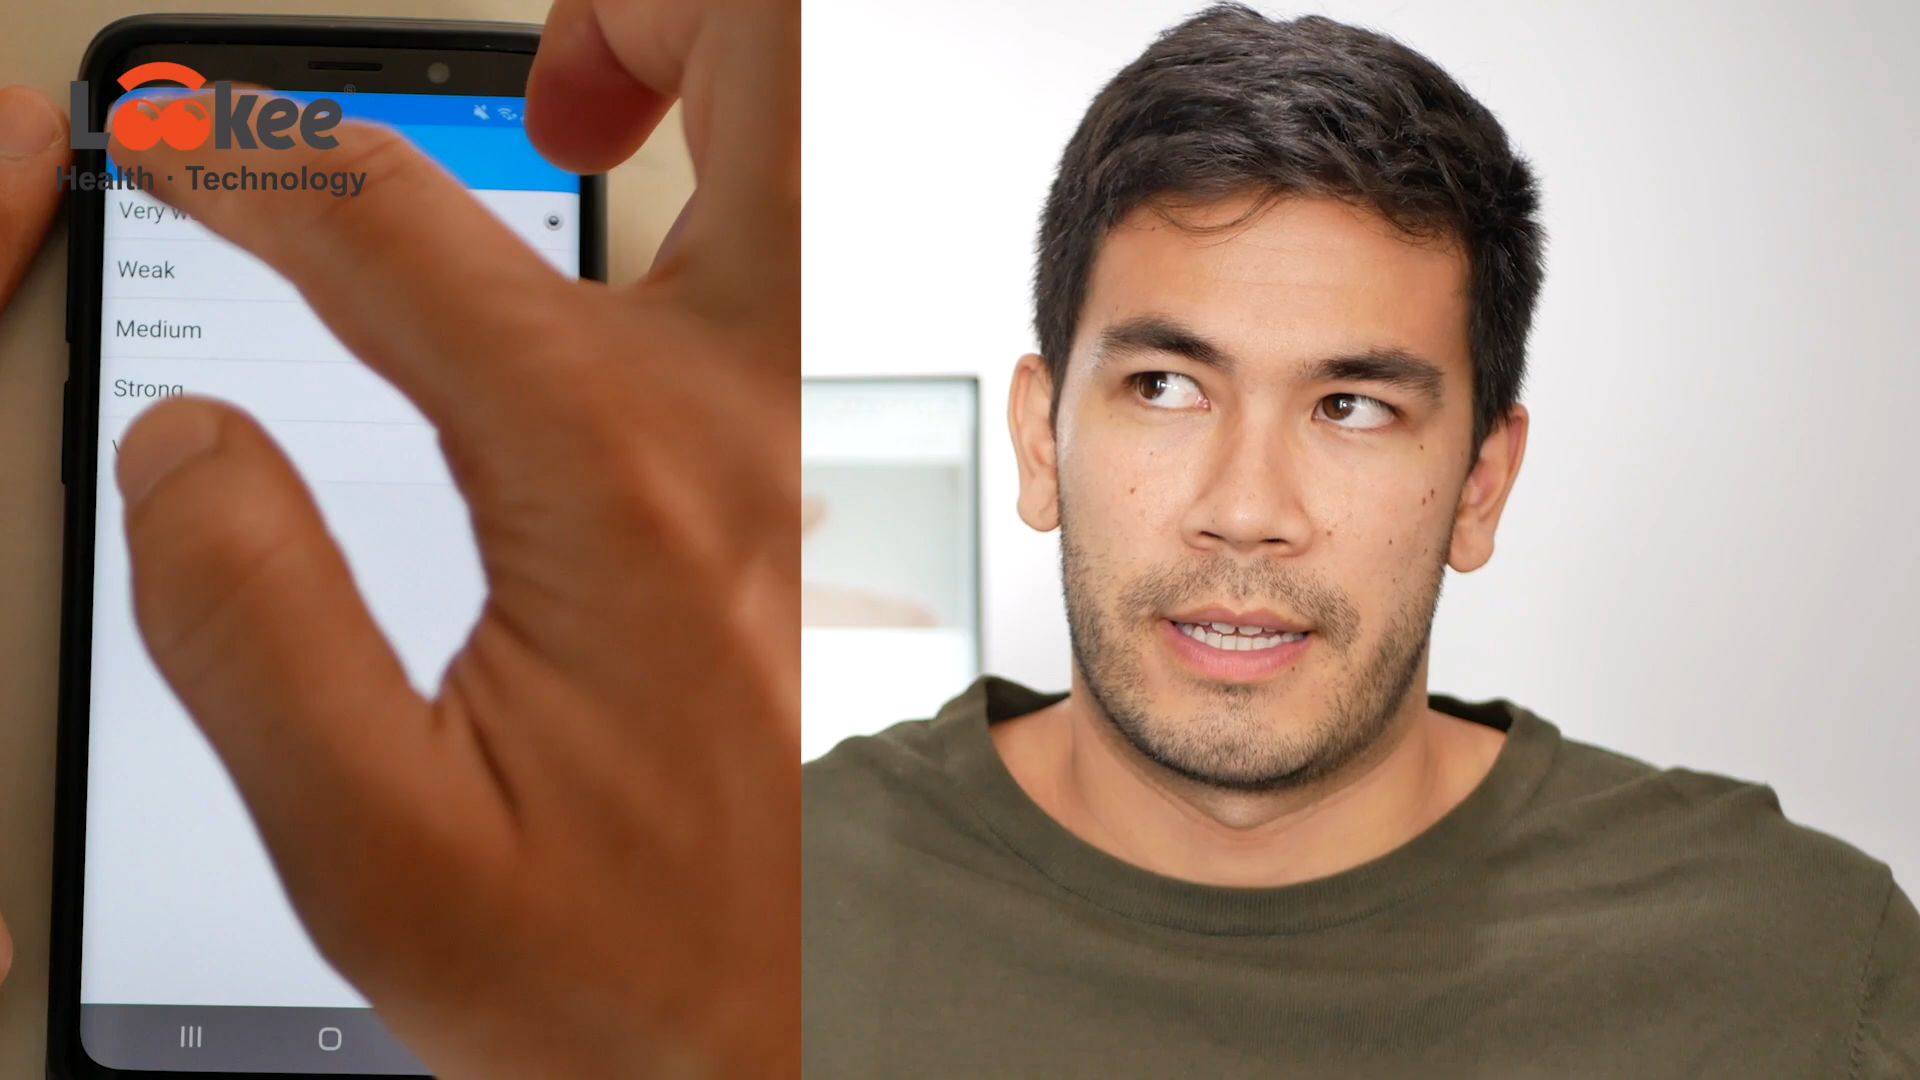 Lookee
Health · Technology
Very
Weak
Medium
Strong